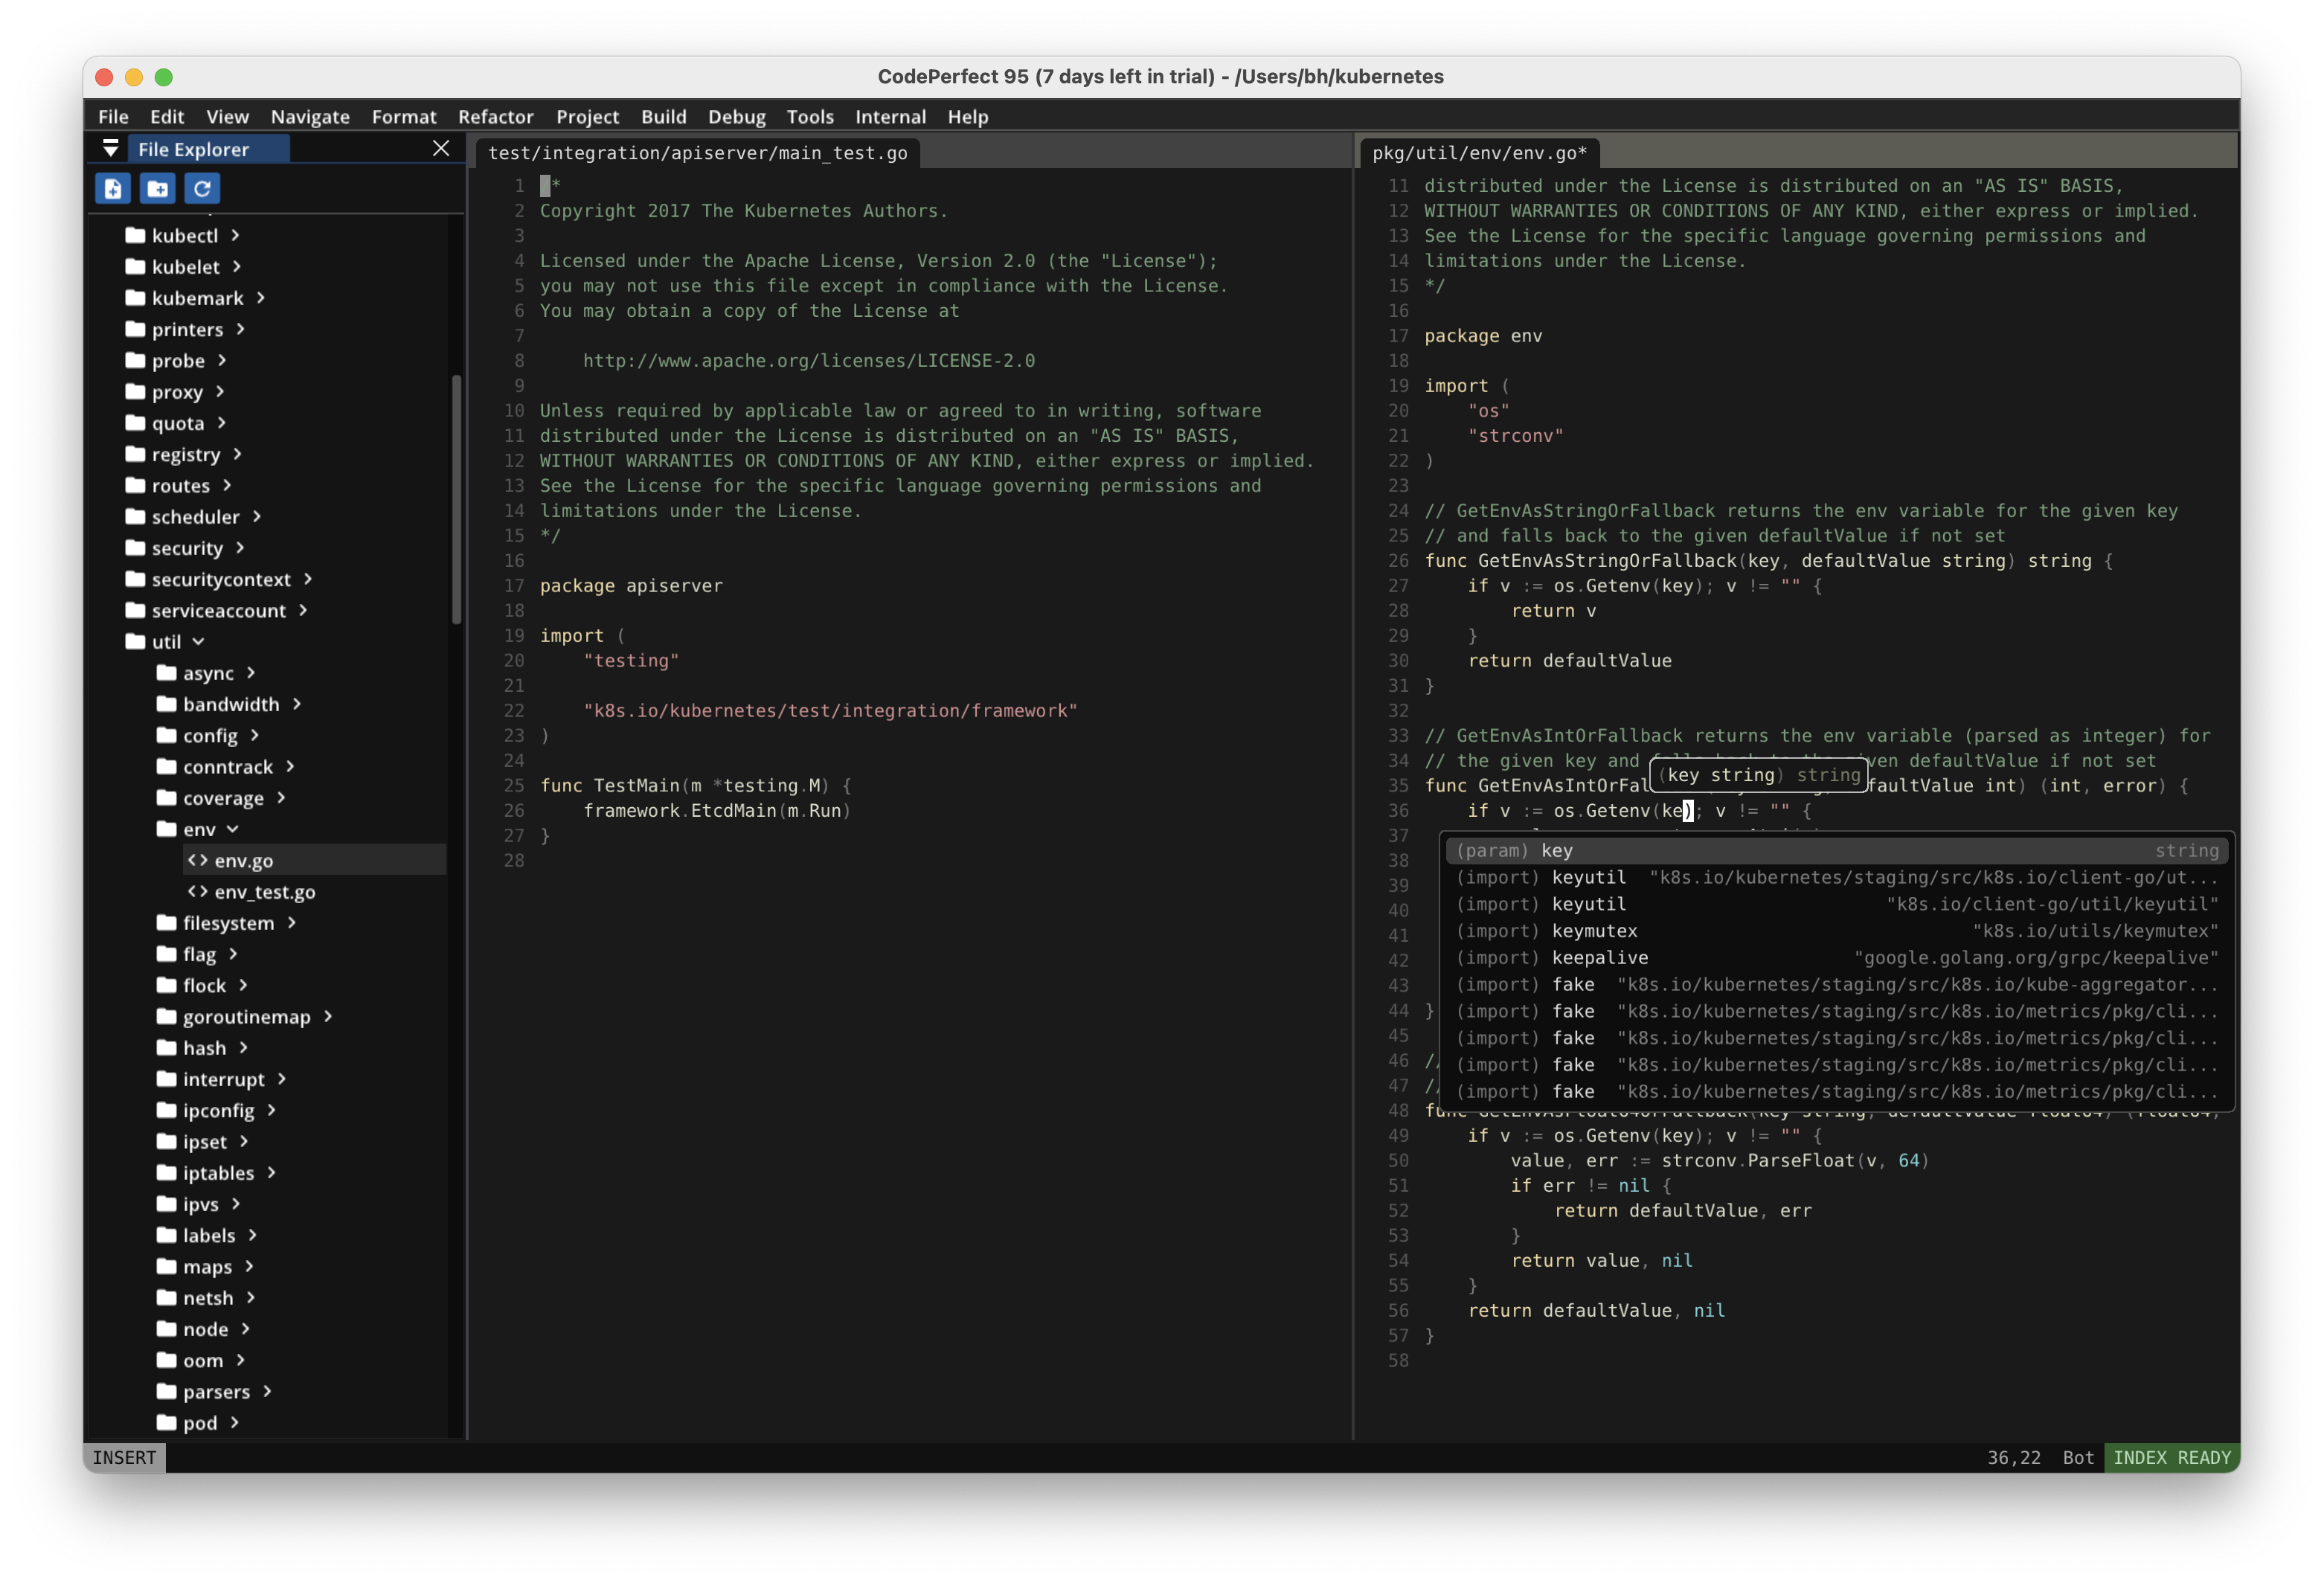 CodePerfect 95 (7 days left in trial) - /Users/bh/kubernetes
File Edit View Navigate Format Refactor Project Build Debug Tools Internal Help
File Explorer
kubectl
kubelet
kubemark
printers
probe
proxy
quota
registry
routes
scheduler
security
securitycontext
serviceaccount
util
async
bandwidth
config
conntrack
coverage
env
env.go
env_test.go
filesystem
flag
flock
goroutinemap
hash
interrupt
ipconfig
ipset
iptables
ipvs
labels
maps
netsh
node
oom
parsers
pod
test/integration/apiserver/main_test.go
1 *
2 Copyright 2017 The Kubernetes Authors.
3
4 Licensed under the Apache License, Version 2.0 (the "License");
5 you may not use this file except in compliance with the License.
6 You may obtain a copy of the License at
7
8 http://www.apache.org/licenses/LICENSE-2.0
9
10 Unless required by applicable law or agreed to in writing, software
11 distributed under the License is distributed on an "AS IS" BASIS,
12 WITHOUT WARRANTIES OR CONDITIONS OF ANY KIND, either express or implied.
13 See the License for the specific language governing permissions and
14 limitations under the License.
15 */
16
17 package apiserver
18
19 import (
20 "testing"
21
22 "k8s.io/kubernetes/test/integration/framework"
23 )
24
25 func TestMain(m *testing.M) {
26 framework.EtcdMain(m.Run)
27 }
28
pkg/util/env/env.go*
11 distributed under the License is distributed on an "AS IS" BASIS,
12 WITHOUT WARRANTIES OR CONDITIONS OF ANY KIND, either express or implied.
13 See the License for the specific language governing permissions and
14 limitations under the License.
15 */
16
17 package env
18
19 import (
20 "os"
21 "strconv"
22 )
23
24 // GetEnvAsStringOrFallback returns the env variable for the given key
25 // and falls back to the given defaultValue if not set
26 func GetEnvAsStringOrFallback(key, defaultValue string) string {
27 if v := os.Getenv(key); v != "" {
28 return v
29 }
30 return defaultValue
31 }
32
33 // GetEnvAsIntOrFallback returns the env variable (parsed as integer) for
34 // the given key and ven defaultValue if not set
(key string) string
35 func GetEnvAsIntOrFal faultValue int) (int, error) {
36 if v := os.Getenv(ke); v != "" {
37
(param) key string
38
(import) keyutil "k8s.io/kubernetes/staging/src/k8s.io/client-go/ut...
39
(import) keyutil "k8s.io/client-go/util/keyutil"
40
(import) keymutex "k8s.io/utils/keymutex"
41
(import) keepalive "google.golang.org/grpc/keepalive"
42
43
(import) fake "k8s.io/kubernetes/staging/src/k8s.io/kube-aggregator...
44 }
(import) fake "k8s.io/kubernetes/staging/src/k8s.io/metrics/pkg/cli...
45
(import) fake "k8s.io/kubernetes/staging/src/k8s.io/metrics/pkg/cli...
46 //
(import) fake "k8s.io/kubernetes/staging/src/k8s.io/metrics/pkg/cli...
47 //
(import) fake "k8s.io/kubernetes/staging/src/k8s.io/metrics/pkg/cli...
48 func GetEnvAsFloat64OrFallback(key string, defaultValue float64) (float64,
49 if v := os.Getenv(key); v != "" {
50 value, err := strconv.ParseFloat(v, 64)
51 if err != nil {
52 return defaultValue, err
53 }
54 return value, nil
55 }
56 return defaultValue, nil
57 }
58
INSERT
36,22 Bot INDEX READY